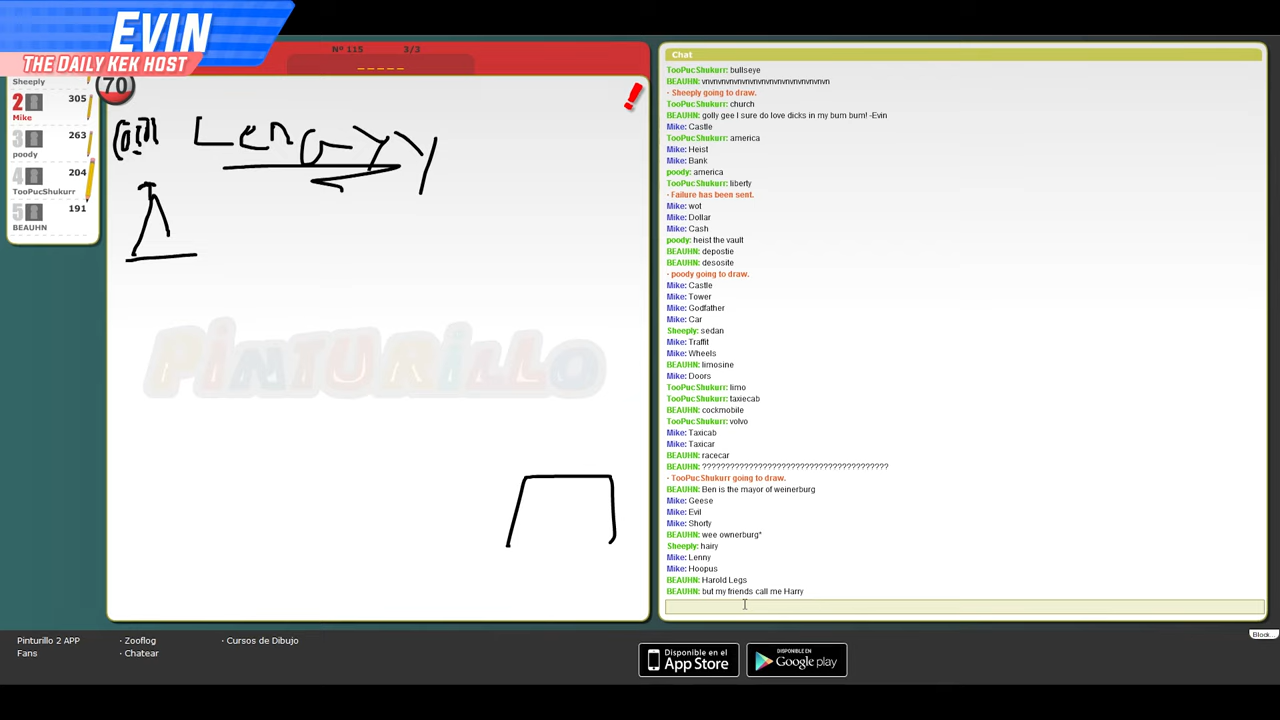 EVIN
THE DAILY KEK HOST
Nº 115
3/3
_ _ _ _ _
70
Sheeply
2
305
Mike
3
263
poody
4
204
TooPucShukurr
5
191
BEAUHN
PINTURILLO
Chat
TooPucShukurr: bullseye
BEAUHN: vnvnvnvnvnvnvnvnvnvnvnvnvnvn
· Sheeply going to draw.
TooPucShukurr: church
BEAUHN: golly gee I sure do love dicks in my bum bum! -Evin
Mike: Castle
TooPucShukurr: america
Mike: Heist
Mike: Bank
poody: america
TooPucShukurr: liberty
· Failure has been sent.
Mike: wot
Mike: Dollar
Mike: Cash
poody: heist the vault
BEAUHN: depostie
BEAUHN: desosite
· poody going to draw.
Mike: Castle
Mike: Tower
Mike: Godfather
Mike: Car
Sheeply: sedan
Mike: Traffit
Mike: Wheels
BEAUHN: limosine
Mike: Doors
TooPucShukurr: limo
TooPucShukurr: taxiecab
BEAUHN: cockmobile
TooPucShukurr: volvo
Mike: Taxicab
Mike: Taxicar
BEAUHN: racecar
BEAUHN: ????????????????????????????????????????
· TooPucShukurr going to draw.
BEAUHN: Ben is the mayor of weinerburg
Mike: Geese
Mike: Evil
Mike: Shorty
BEAUHN: wee ownerburg*
Sheeply: hairy
Mike: Lenny
Mike: Hoopus
BEAUHN: Harold Legs
BEAUHN: but my friends call me Harry
Block...
Pinturillo 2 APP
· Zooflog
· Cursos de Dibujo
Fans
· Chatear
Disponible en el
App Store
DISPONIBLE EN
Google play